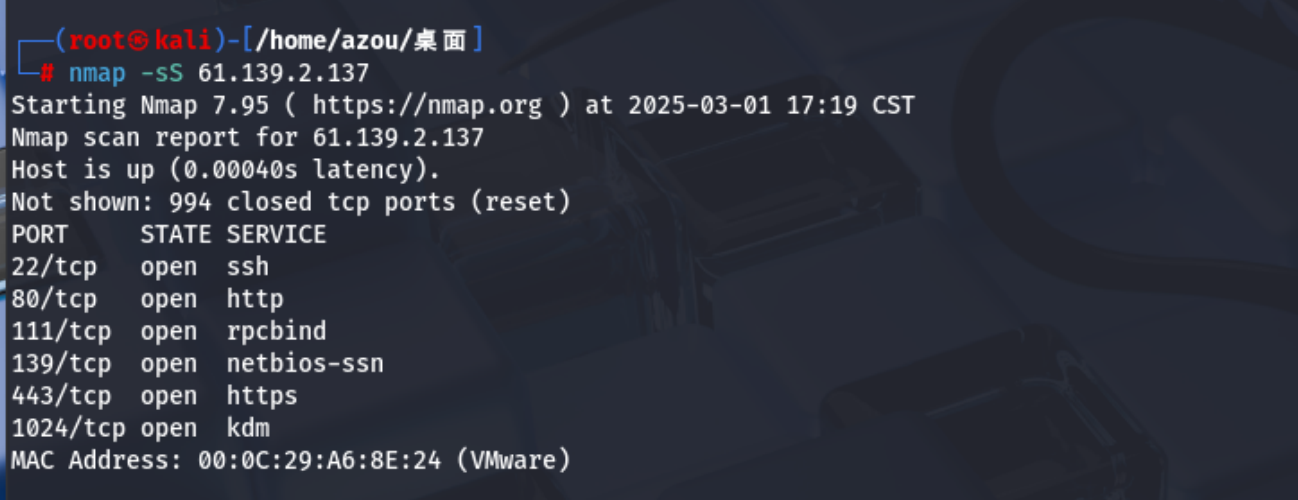 ┌──(root㉿kali)-[/home/azou/桌面]
└─# nmap -sS 61.139.2.137
Starting Nmap 7.95 ( https://nmap.org ) at 2025-03-01 17:19 CST
Nmap scan report for 61.139.2.137
Host is up (0.00040s latency).
Not shown: 994 closed tcp ports (reset)
PORT     STATE SERVICE
22/tcp   open  ssh
80/tcp   open  http
111/tcp  open  rpcbind
139/tcp  open  netbios-ssn
443/tcp  open  https
1024/tcp open  kdm
MAC Address: 00:0C:29:A6:8E:24 (VMware)